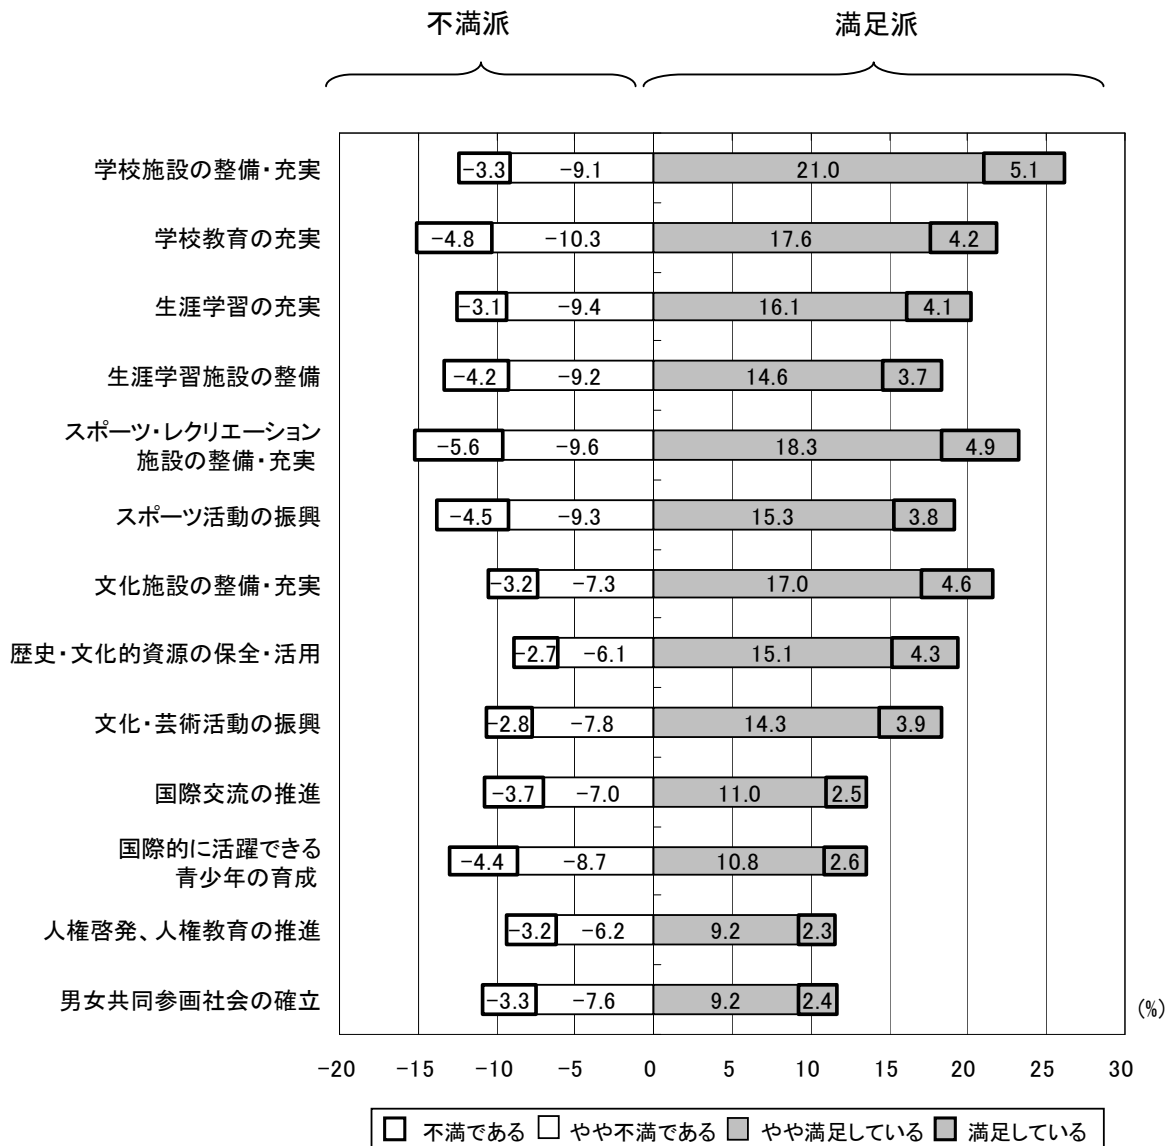 不満派 満足派
学校施設の整備・充実 -3.3 -9.1 21.0 5.1
学校教育の充実 -4.8 -10.3 17.6 4.2
生涯学習の充実 -3.1 -9.4 16.1 4.1
生涯学習施設の整備 -4.2 -9.2 14.6 3.7
スポーツ・レクリエーション
施設の整備・充実 -5.6 -9.6 18.3 4.9
スポーツ活動の振興 -4.5 -9.3 15.3 3.8
文化施設の整備・充実 -3.2 -7.3 17.0 4.6
歴史・文化的資源の保全・活用 -2.7 -6.1 15.1 4.3
文化・芸術活動の振興 -2.8 -7.8 14.3 3.9
国際交流の推進 -3.7 -7.0 11.0 2.5
国際的に活躍できる
青少年の育成 -4.4 -8.7 10.8 2.6
人権啓発、人権教育の推進 -3.2 -6.2 9.2 2.3
男女共同参画社会の確立 -3.3 -7.6 9.2 2.4 (%)
-20 -15 -10 -5 0 5 10 15 20 25 30
不満である やや不満である やや満足している 満足している